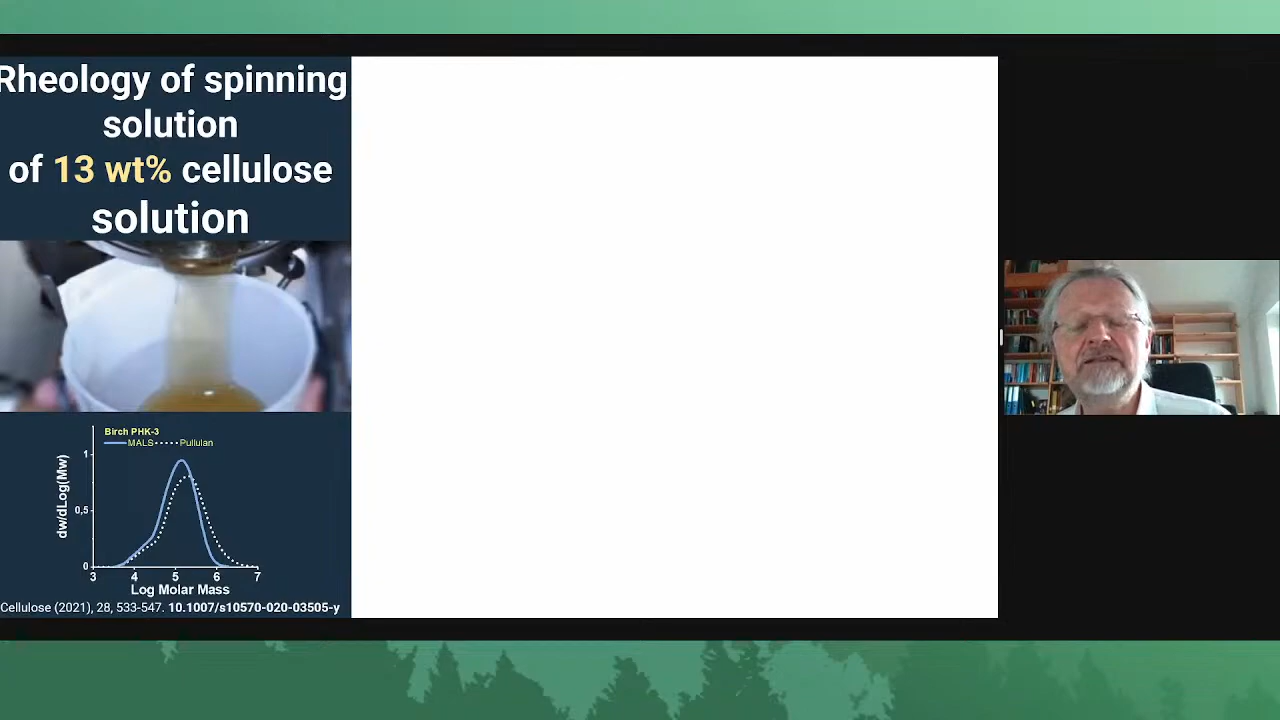 Rheology of spinning
solution
of 13 wt% cellulose
solution
Birch PHK-3
MALS Pullulan
dw/dLog(Mw)
1
0,5
0
3 4 5 6 7
Log Molar Mass
Cellulose (2021), 28, 533-547. 10.1007/s10570-020-03505-y